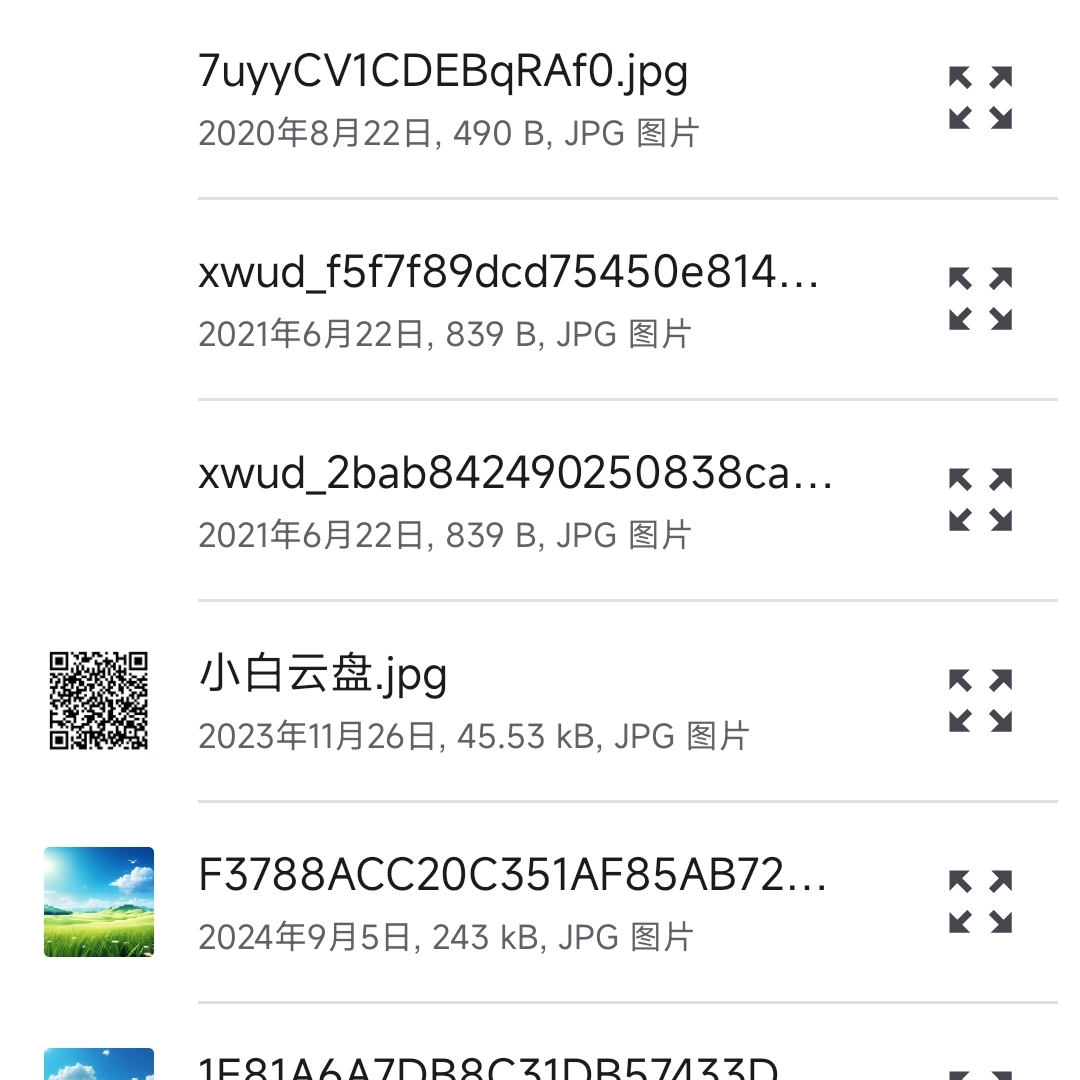 7uyyCV1CDEBqRAf0.jpg
2020年8月22日, 490 B, JPG 图片
xwud_f5f7f89dcd75450e814...
2021年6月22日, 839 B, JPG 图片
xwud_2bab842490250838ca...
2021年6月22日, 839 B, JPG 图片
小白云盘.jpg
2023年11月26日, 45.53 kB, JPG 图片
F3788ACC20C351AF85AB72...
2024年9月5日, 243 kB, JPG 图片
1E81A6A7DB8C31DB57433D